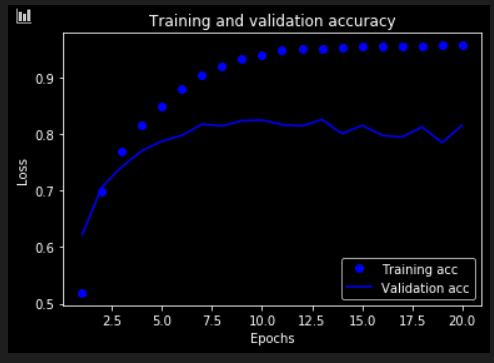 Training and validation accuracy
0.9
0.8
0.7
0.6
0.5
Loss
2.5 5.0 7.5 10.0 12.5 15.0 17.5 20.0
Epochs
Training acc
Validation acc